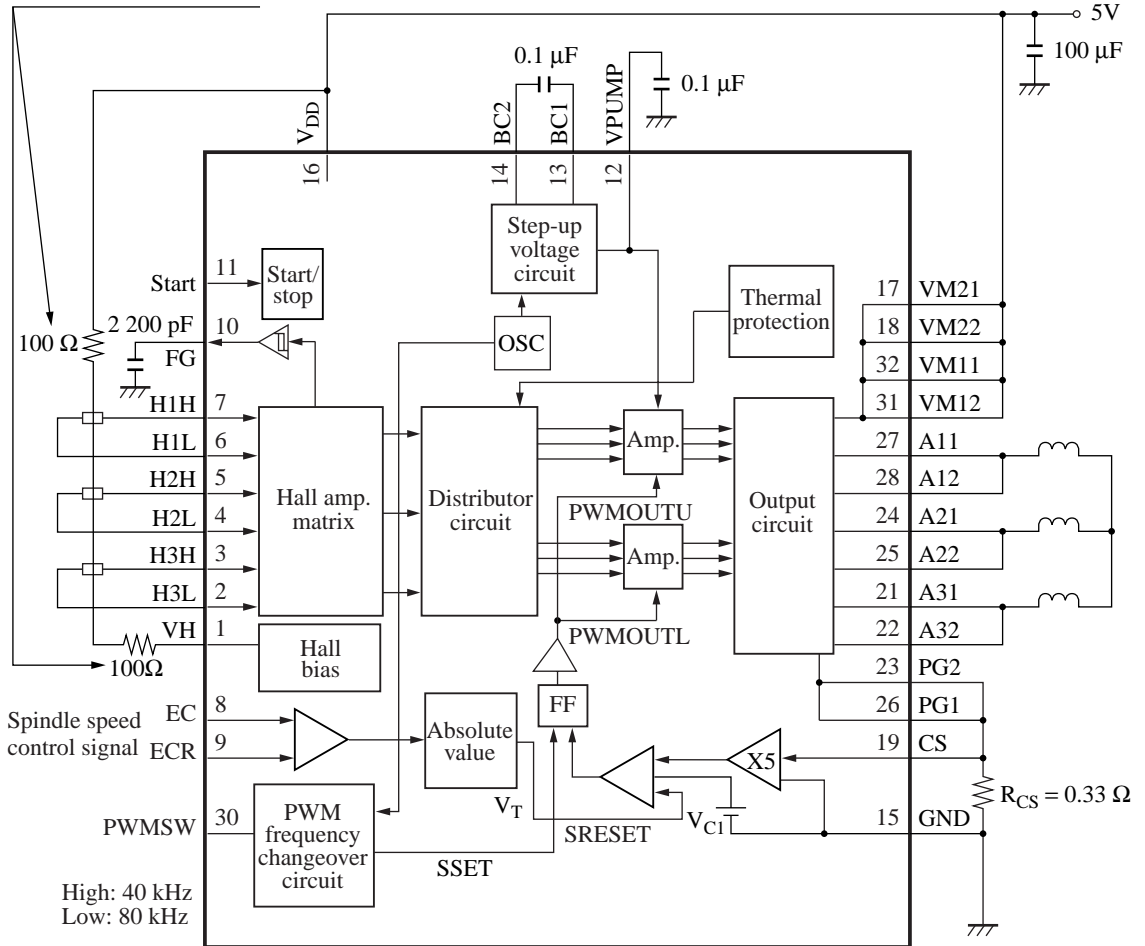 5V
100 µF
0.1 µF
0.1 µF
VDD
BC2
BC1
VPUMP
16
14
13
12
Step-up
voltage
circuit
Start
11
Start/
stop
Thermal
protection
OSC
100 Ω
2 200 pF
10
FG
17
VM21
18
VM22
32
VM11
31
VM12
H1H
7
H1L
6
H2H
5
H2L
4
H3H
3
H3L
2
VH
1
100Ω
Hall amp.
matrix
Distributor
circuit
Amp.
PWMOUTU
Amp.
PWMOUTL
Output
circuit
27
A11
28
A12
24
A21
25
A22
21
A31
22
A32
23
PG2
26
PG1
19
CS
15
GND
Hall
bias
FF
Spindle speed
control signal
EC
8
ECR
9
Absolute
value
X5
RCS = 0.33 Ω
VT
VC1
SRESET
PWMSW
30
PWM
frequency
changeover
circuit
SSET
High: 40 kHz
Low: 80 kHz